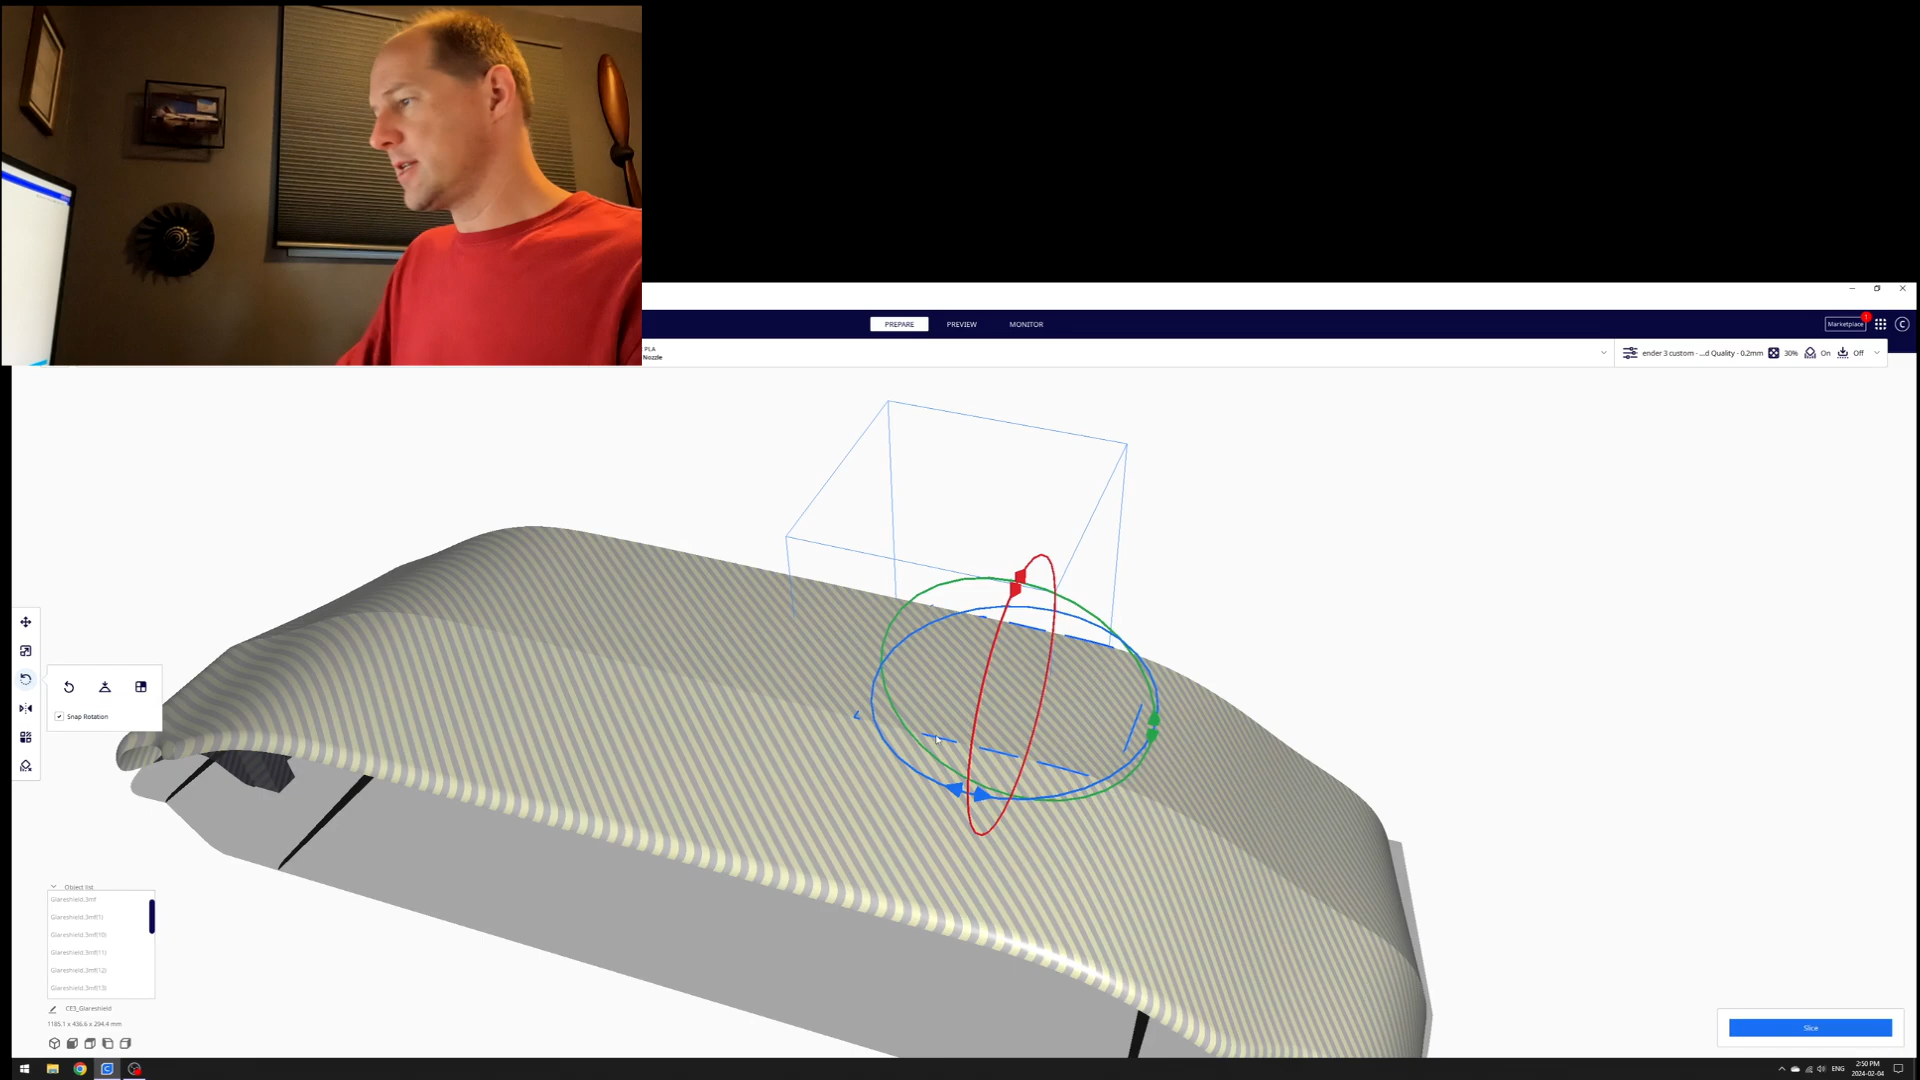 PREPARE
PREVIEW
MONITOR
Marketplace
1
C
PLA
Nozzle
ender 3 custom - ...d Quality - 0.2mm
30%
On
Off
Snap Rotation
Object list
Glareshield.3mf
Glareshield.3mf(1)
Glareshield.3mf(10)
Glareshield.3mf(11)
Glareshield.3mf(12)
Glareshield.3mf(13)
CE3_Glareshield
1185.1 x 436.6 x 294.4 mm
Slice
ENG
2:50 PM
2024-02-04